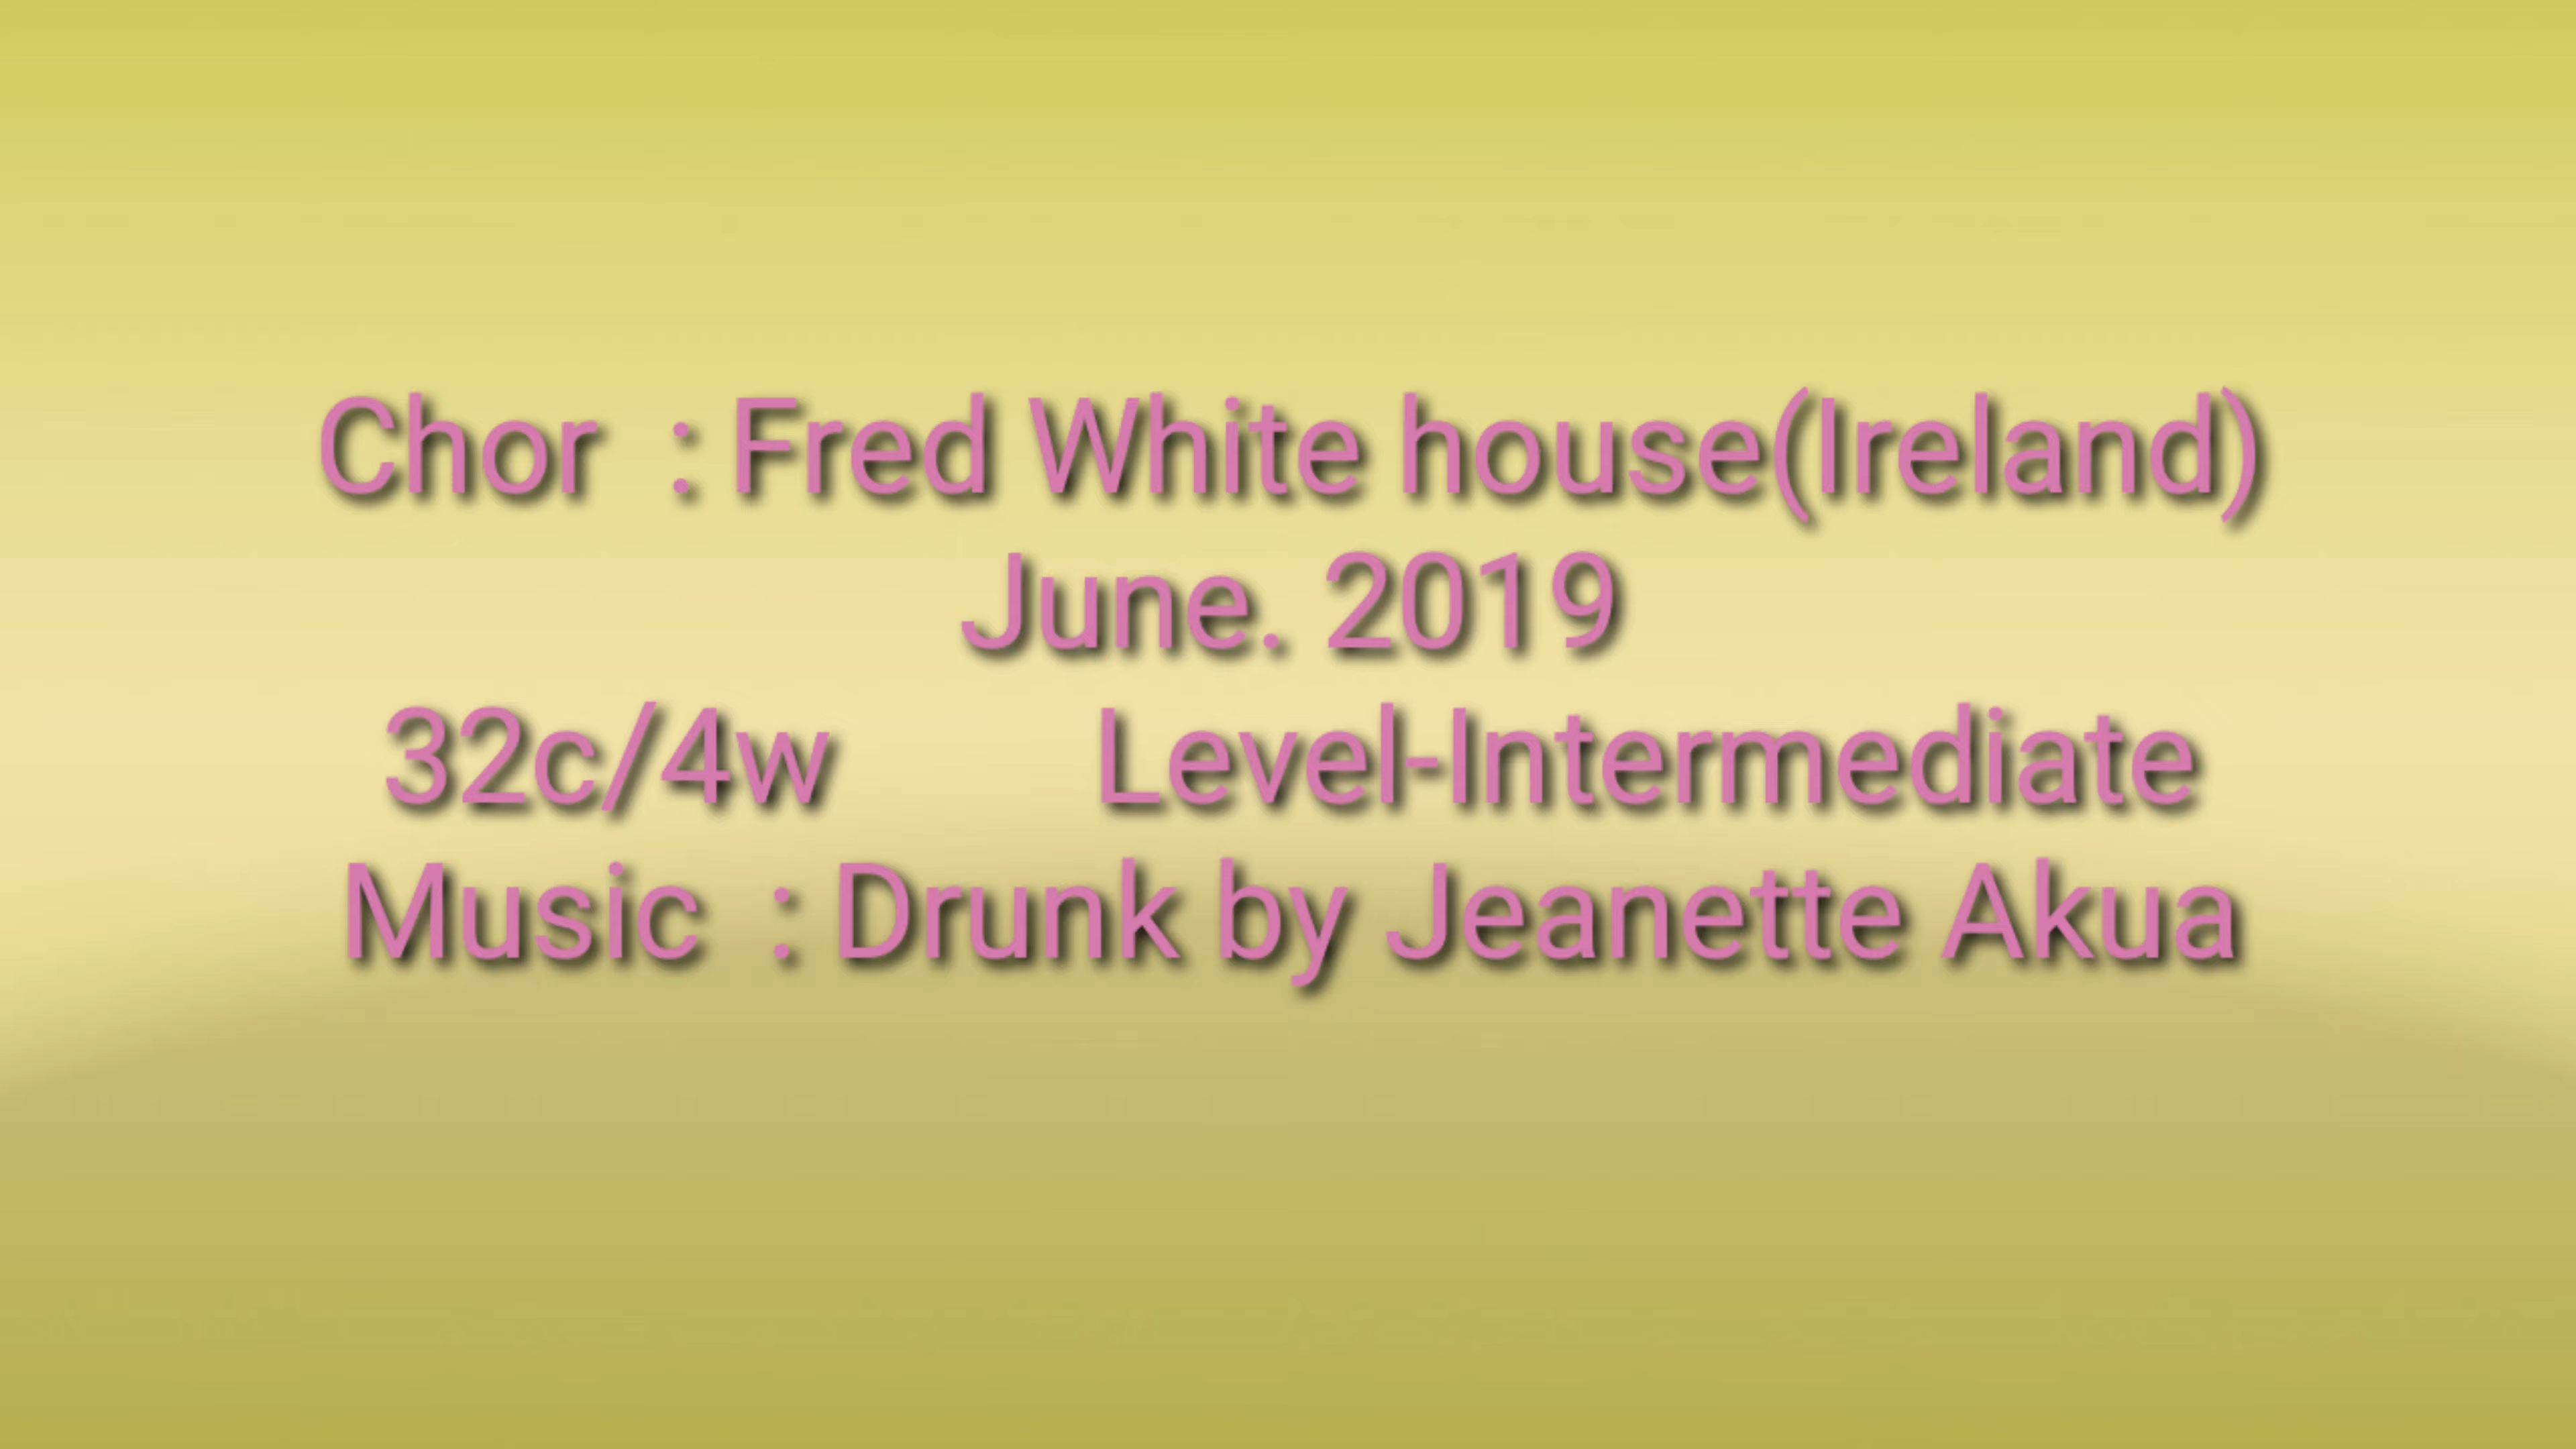 Chor : Fred White house(Ireland)
June. 2019
32c/4w Level-Intermediate
Music : Drunk by Jeanette Akua